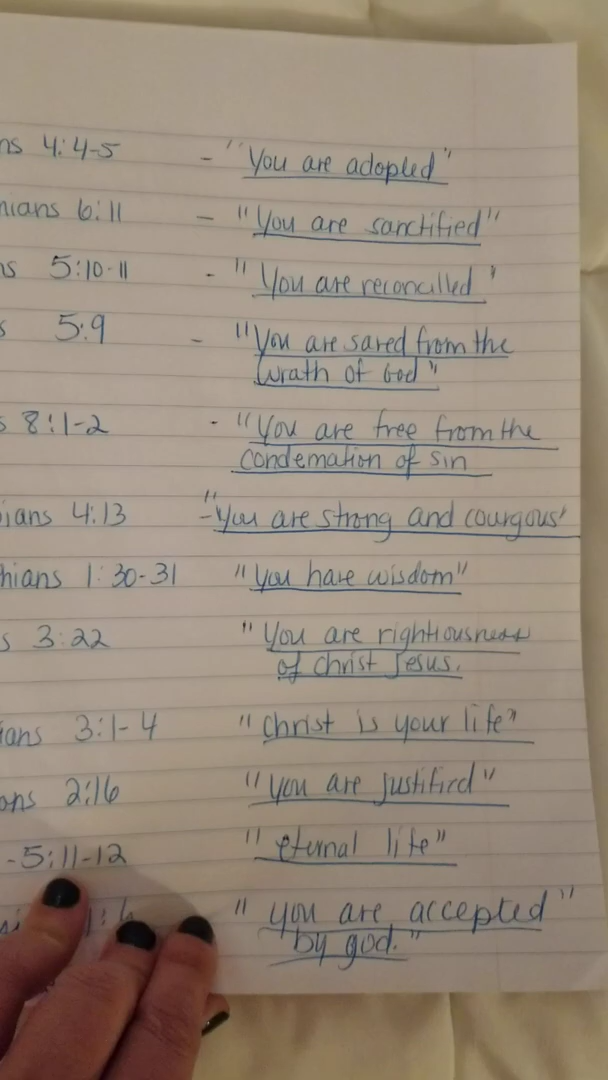 ns 4:4-5 - "You are adopted"
nians 6:11 - "You are sanctified"
ns 5:10-11 - "You are reconcilled"
s 5:9 - "You are saved from the
wrath of God"
s 8:1-2 - "You are free from the
condemation of sin
ians 4:13 - "You are strong and courgous"
hians 1:30-31 "you have wisdom"
s 3:22 "You are rightiousness
of christ Jesus.
ians 3:1-4 "Christ is your life"
ons 2:16 "you are justified"
-5:11-12 "eternal life"
"you are accepted"
by god."